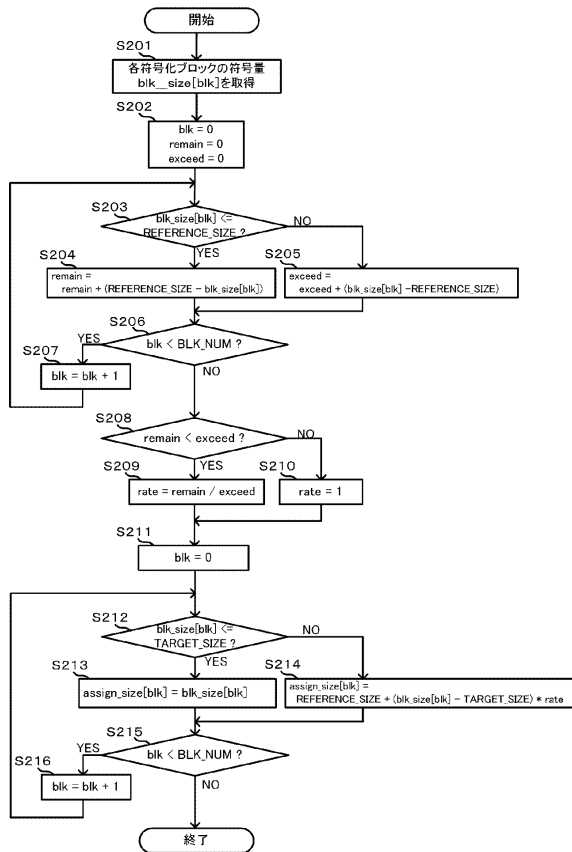 開始
S201
各符号化ブロックの符号量
blk__size[blk]を取得
S202
blk = 0
remain = 0
exceed = 0
S203
blk_size[blk] <=
REFERENCE_SIZE ?
NO
YES
S204
remain =
remain + (REFERENCE_SIZE - blk_size[blk])
S205
exceed =
exceed + (blk_size[blk] -REFERENCE_SIZE)
S206
blk < BLK_NUM ?
YES
NO
S207
blk = blk + 1
S208
remain < exceed ?
NO
YES
S209
rate = remain / exceed
S210
rate = 1
S211
blk = 0
S212
blk_size[blk] <=
TARGET_SIZE ?
NO
YES
S213
assign_size[blk] = blk_size[blk]
S214
assign_size[blk] =
REFERENCE_SIZE + (blk_size[blk] - TARGET_SIZE) * rate
S215
blk < BLK_NUM ?
YES
NO
S216
blk = blk + 1
終了